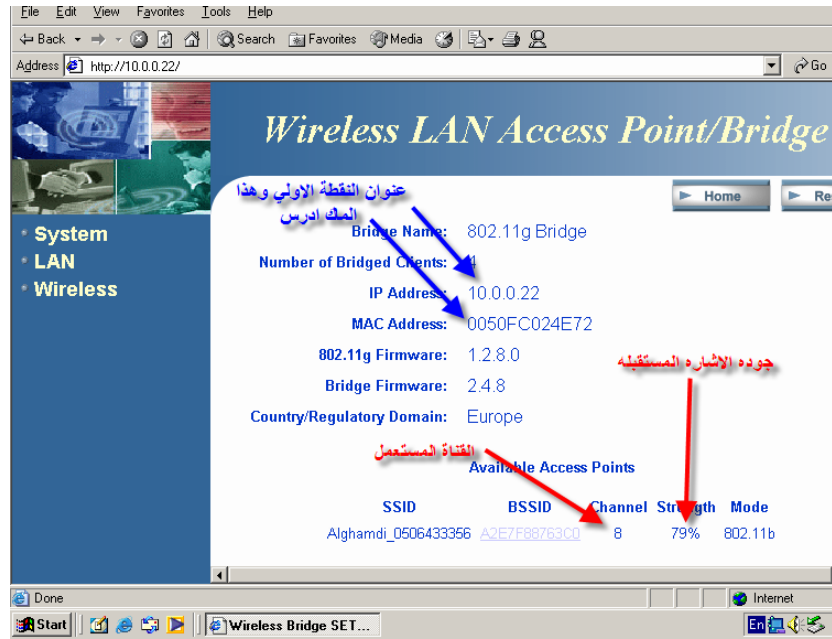 File Edit View Favorites Tools Help
Back Search Favorites Media
Address http://10.0.0.22/ Go
Wireless LAN Access Point/Bridge
عنوان النقطة الاولي وهذا
الماك ادرس
Home
System
LAN
Wireless
Bridge Name: 802.11g Bridge
Number of Bridged Clients: 4
IP Address: 10.0.0.22
MAC Address: 0050FC024E72
802.11g Firmware: 1.2.8.0
جوده الاشاره المستقبله
Bridge Firmware: 2.4.8
Country/Regulatory Domain: Europe
القناة المستعمل
Available Access Points
SSID BSSID Channel Strength Mode
Alghamdi_0506433356 A2E7F88763C0 8 79% 802.11b
Done Internet
Start Wireless Bridge SET... En